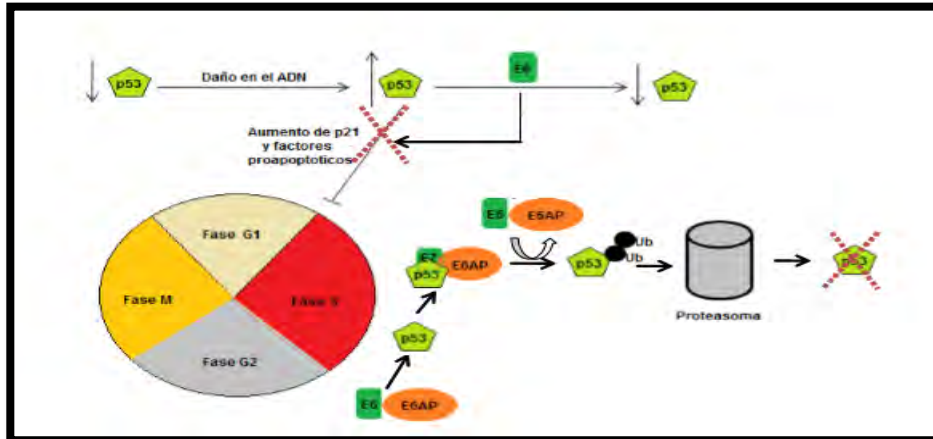 p53
Daño en el ADN
p53
E6
p53
Aumento de p21
y factores
proapoptoticos
Fase G1
Fase M
Fase S
Fase G2
E6
E6AP
E7
p53
E6AP
p53
Ub
Ub
p53
E6
E6AP
Proteasoma
p53